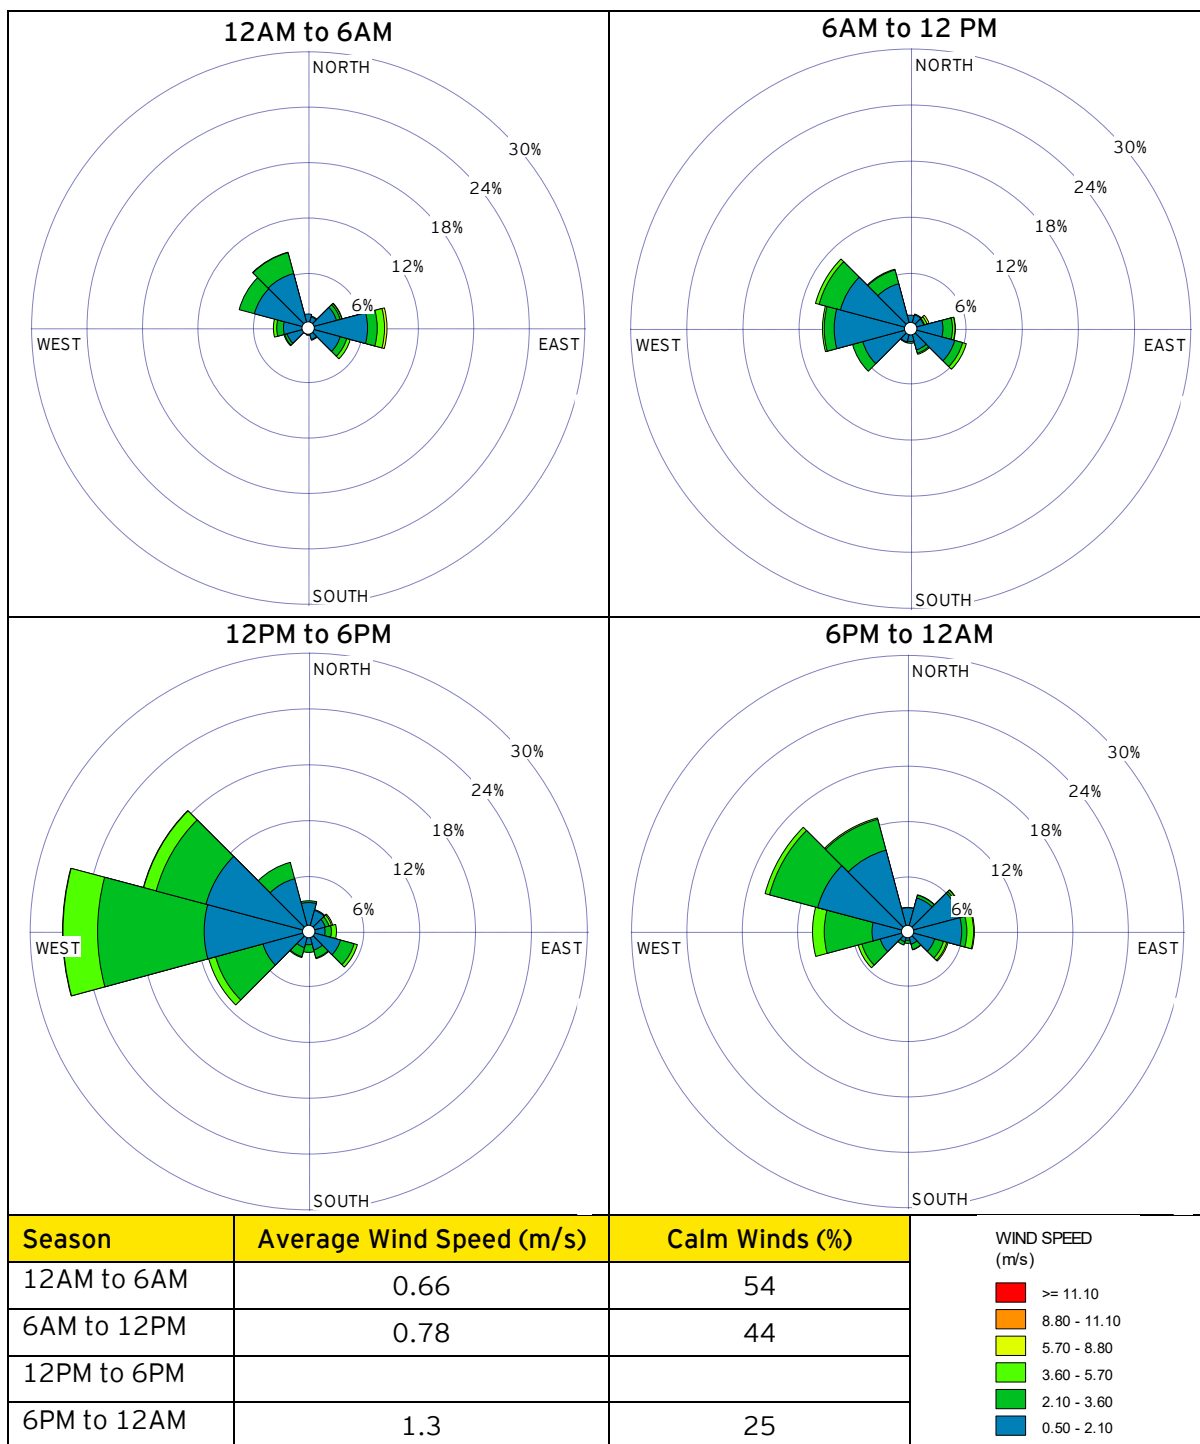 12AM to 6AM
NORTH
30%
24%
18%
12%
6%
WEST
EAST
SOUTH
6AM to 12 PM
NORTH
30%
24%
18%
12%
6%
WEST
EAST
SOUTH
12PM to 6PM
NORTH
30%
24%
18%
12%
6%
WEST
EAST
SOUTH
6PM to 12AM
NORTH
30%
24%
18%
12%
6%
WEST
EAST
SOUTH
Season Average Wind Speed (m/s) Calm Winds (%)
12AM to 6AM 0.66 54
6AM to 12PM 0.78 44
12PM to 6PM
6PM to 12AM 1.3 25
WIND SPEED
(m/s)
>= 11.10
8.80 - 11.10
5.70 - 8.80
3.60 - 5.70
2.10 - 3.60
0.50 - 2.10